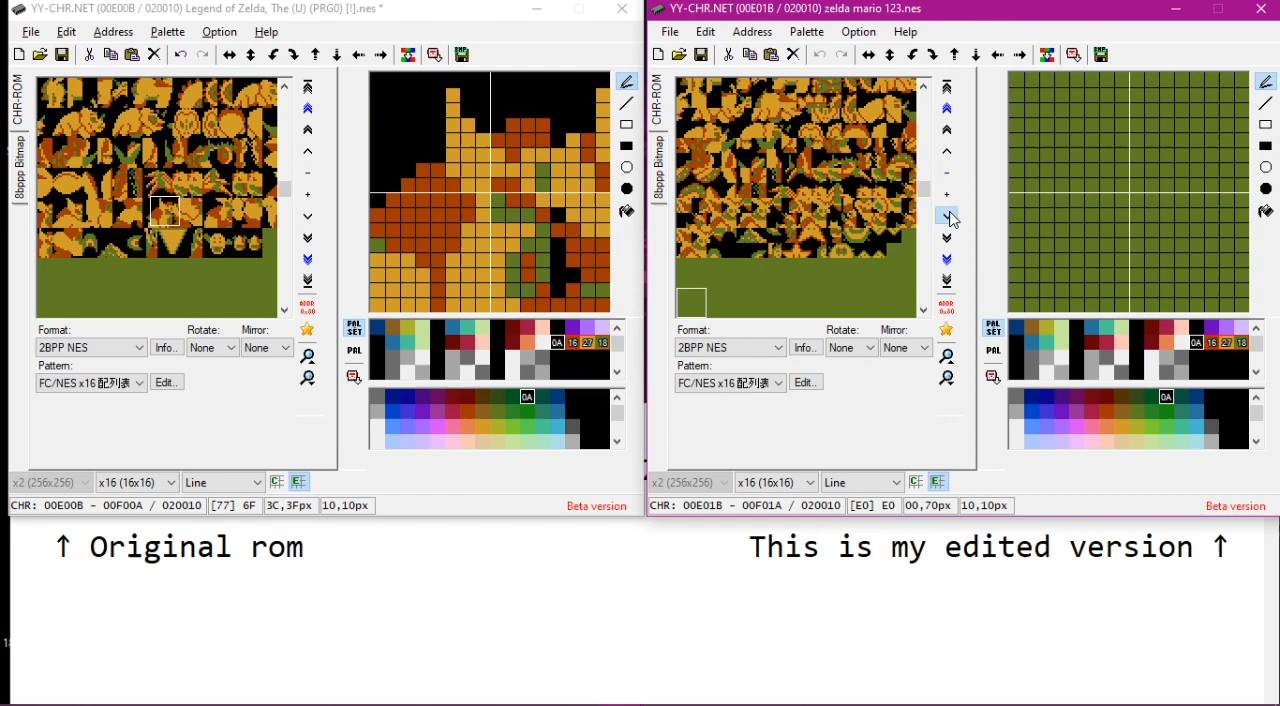 YY-CHR.NET (00E00B / 020010) Legend of Zelda, The (U) (PRG0) [!].nes *
File Edit Address Palette Option Help
CHR-ROM
8bppp Bitmap
ADDR
0x80
Format: Rotate: Mirror:
2BPP NES Info.. None None
Pattern:
FC/NES x16 配列表 Edit..
PAL
SET
PAL
0A 16 27 18
0A
x2 (256x256) x16 (16x16) Line
CHR: 00E00B - 00F00A / 020010 [77] 6F 3C,3Fpx 10,10px Beta version
YY-CHR.NET (00E01B / 020010) zelda mario 123.nes
File Edit Address Palette Option Help
CHR-ROM
8bppp Bitmap
ADDR
0x80
Format: Rotate: Mirror:
2BPP NES Info.. None None
Pattern:
FC/NES x16 配列表 Edit..
PAL
SET
PAL
0A 16 27 18
0A
x2 (256x256) x16 (16x16) Line
CHR: 00E01B - 00F01A / 020010 [E0] E0 00,70px 10,10px Beta version
↑ Original rom
This is my edited version ↑